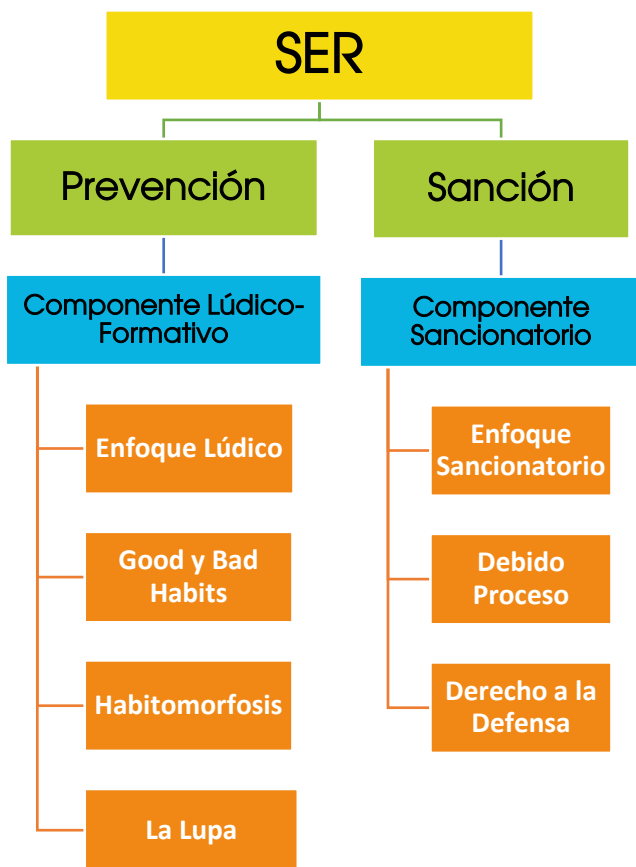 SER
Prevención
Componente Lúdico-
Formativo
Enfoque Lúdico
Good y Bad
Habits
Habitomorfosis
La Lupa
Sanción
Componente
Sancionatorio
Enfoque
Sancionatorio
Debido
Proceso
Derecho a la
Defensa